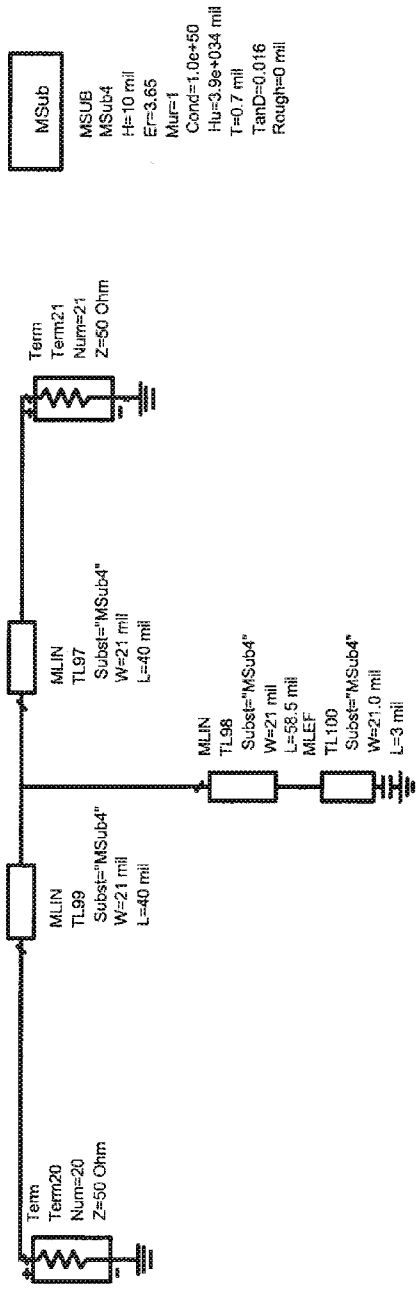 Term
Term20
Num=20
Z=50 Ohm
MLIN
TL99
Subst="MSub4"
W=21 mil
L=40 mil
MLIN
TL98
Subst="MSub4"
W=21 mil
L=58.5 mil
MLEF
TL100
Subst="MSub4"
W=21.0 mil
L=3 mil
MLIN
TL97
Subst="MSub4"
W=21 mil
L=40 mil
Term
Term21
Num=21
Z=50 Ohm
MSub
MSUB
MSub4
H=10 mil
Er=3.65
Mur=1
Cond=1.0e+50
Hu=3.9e+034 mil
T=0.7 mil
TanD=0.016
Rough=0 mil